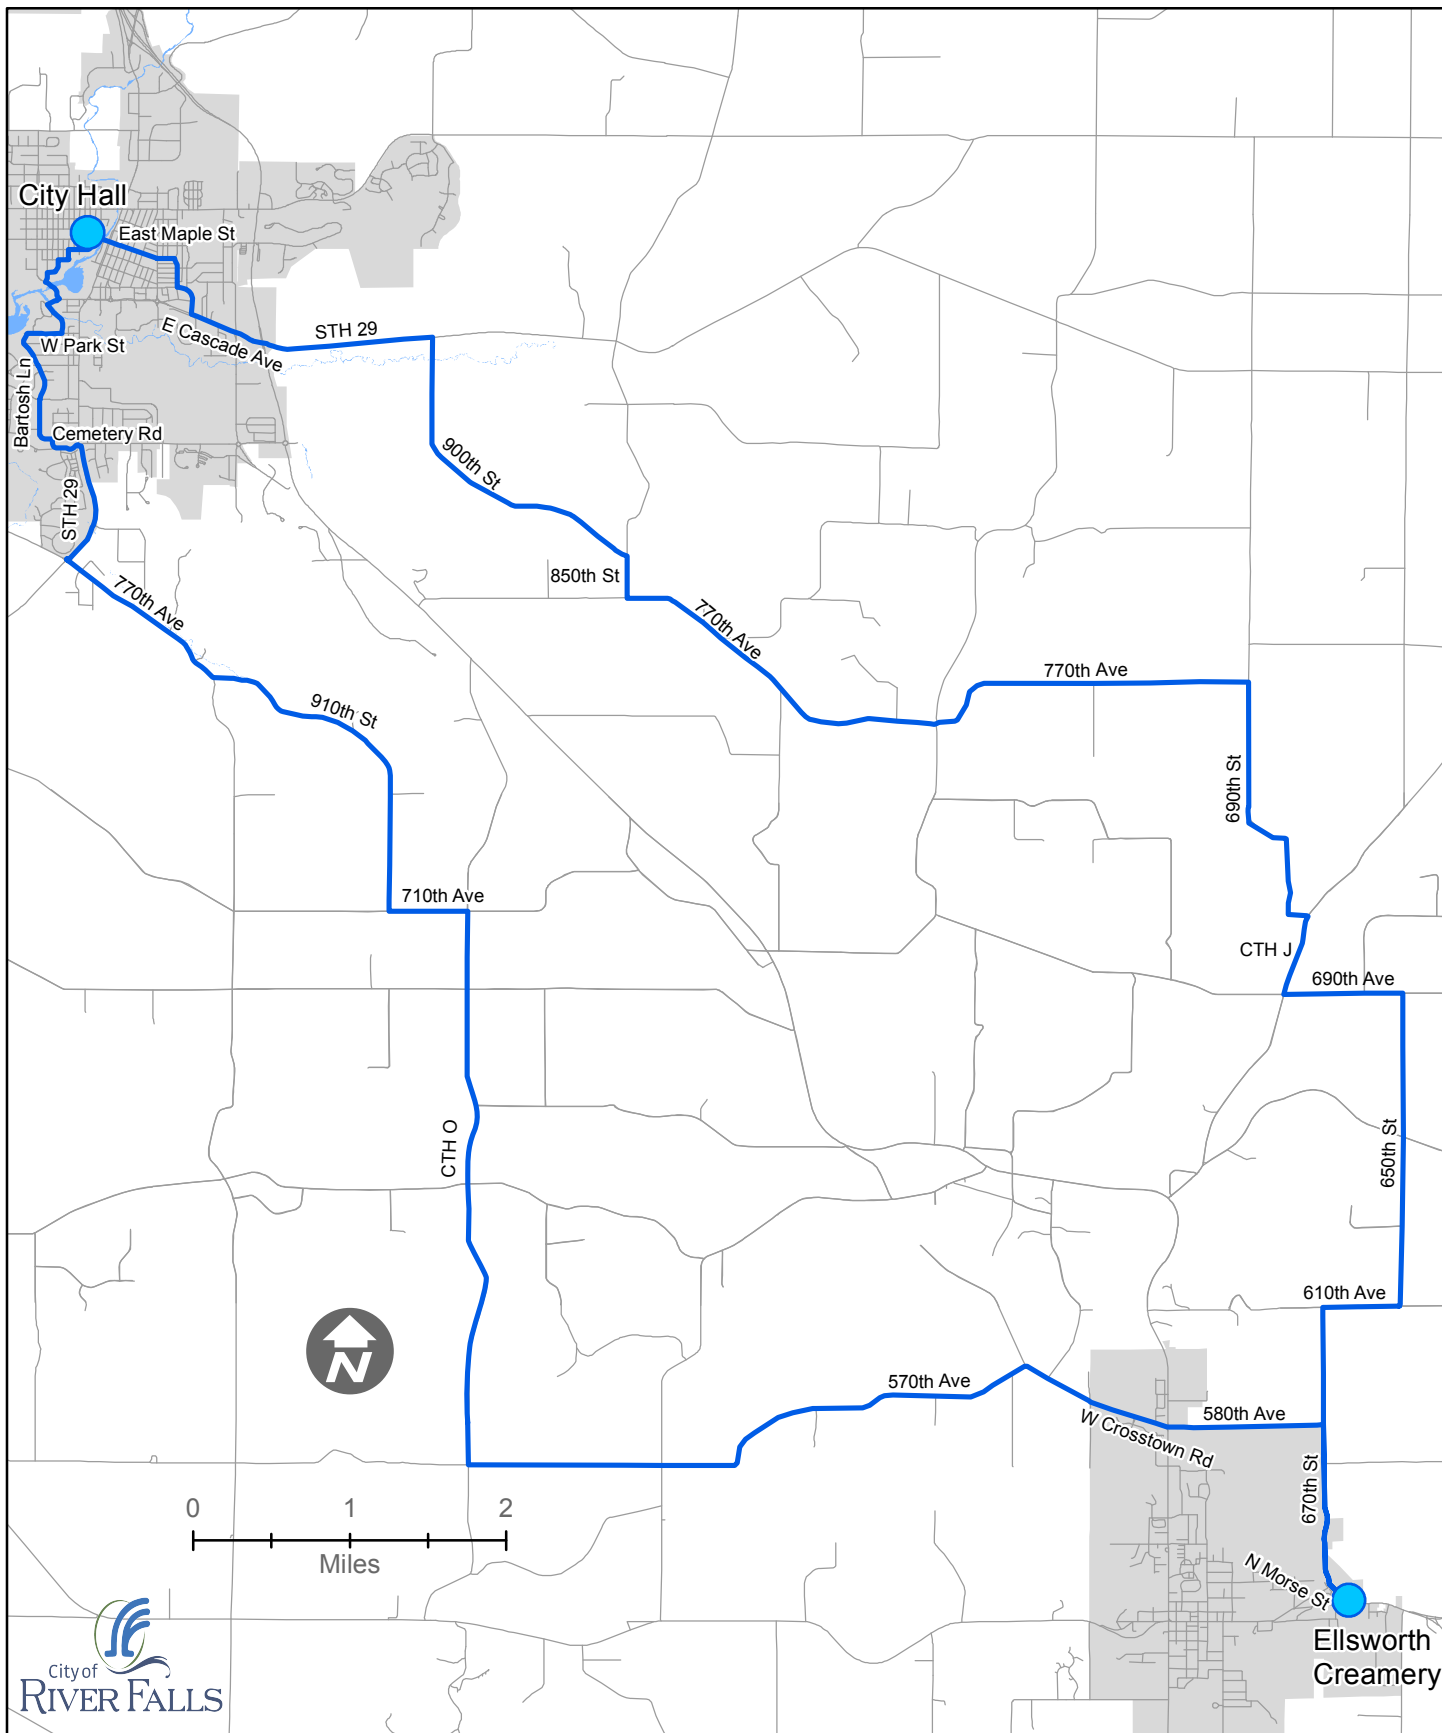 City Hall
East Maple St
STH 29
E Cascade Ave
W Park St
Bartosh Ln
Cemetery Rd
900th St
STH 29
850th St
770th Ave
770th Ave
770th Ave
910th St
690th St
710th Ave
CTH J
690th Ave
CTH O
650th St
610th Ave
N
570th Ave
580th Ave
W Crosstown Rd
670th St
0 1 2
Miles
N Morse St
Ellsworth
Creamery
City of
RIVER FALLS